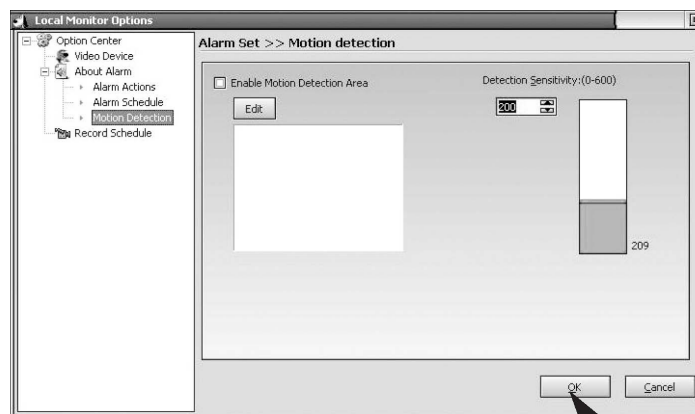 Local Monitor Options
Option Center
Video Device
About Alarm
Alarm Actions
Alarm Schedule
Motion Detection
Record Schedule
Alarm Set >> Motion detection
Enable Motion Detection Area
Edit
Detection Sensitivity:(0-600)
200
209
OK
Cancel